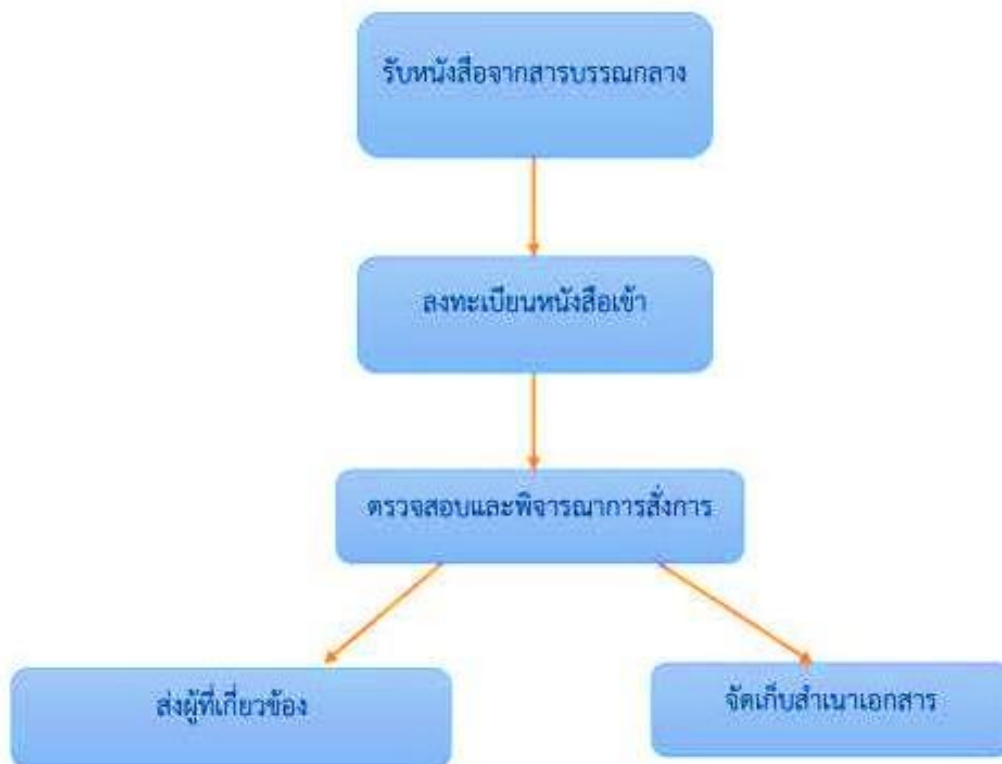 รับหนังสือจากสารบรรณกลาง
ลงทะเบียนหนังสือเข้า
ตรวจสอบและพิจารณาการสั่งการ
ส่งผู้ที่เกี่ยวข้อง
จัดเก็บสำเนาเอกสาร